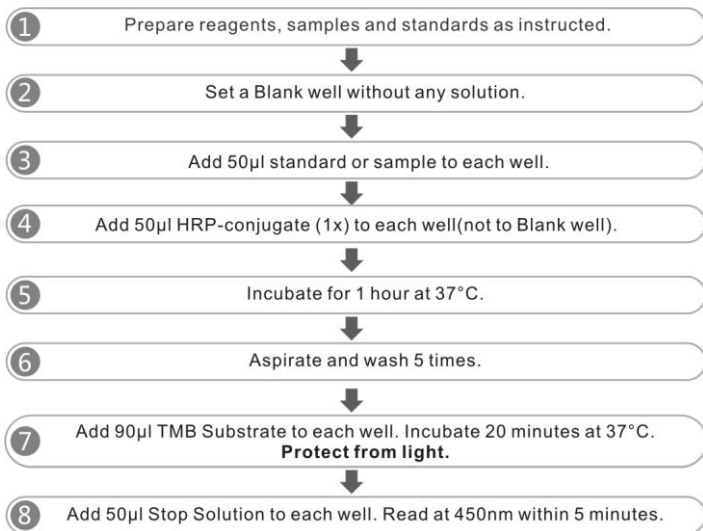 1 Prepare reagents, samples and standards as instructed.
2 Set a Blank well without any solution.
3 Add 50μl standard or sample to each well.
4 Add 50μl HRP-conjugate (1x) to each well(not to Blank well).
5 Incubate for 1 hour at 37°C.
6 Aspirate and wash 5 times.
7 Add 90μl TMB Substrate to each well. Incubate 20 minutes at 37°C.
Protect from light.
8 Add 50μl Stop Solution to each well. Read at 450nm within 5 minutes.